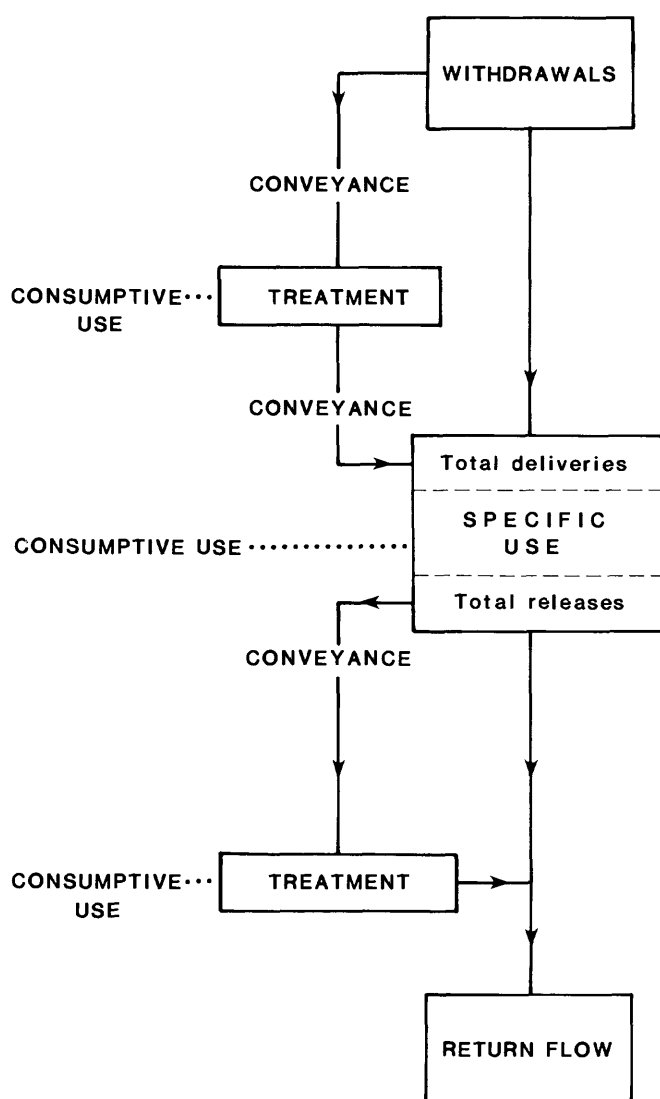 WITHDRAWALS
CONVEYANCE
CONSUMPTIVE
USE
TREATMENT
CONVEYANCE
Total deliveries
SPECIFIC
USE
CONSUMPTIVE USE
Total releases
CONVEYANCE
CONSUMPTIVE
USE
TREATMENT
RETURN FLOW